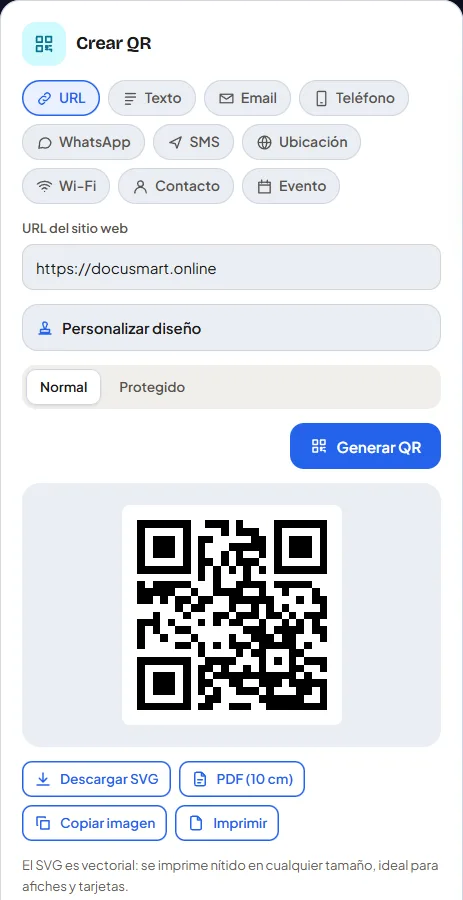 Crear QR
URL
Texto
Email
Teléfono
WhatsApp
SMS
Ubicación
Wi-Fi
Contacto
Evento
URL del sitio web
https://docusmart.online
Personalizar diseño
Normal
Protegido
Generar QR
Descargar SVG
PDF (10 cm)
Copiar imagen
Imprimir
El SVG es vectorial: se imprime nítido en cualquier tamaño, ideal para
afiches y tarjetas.